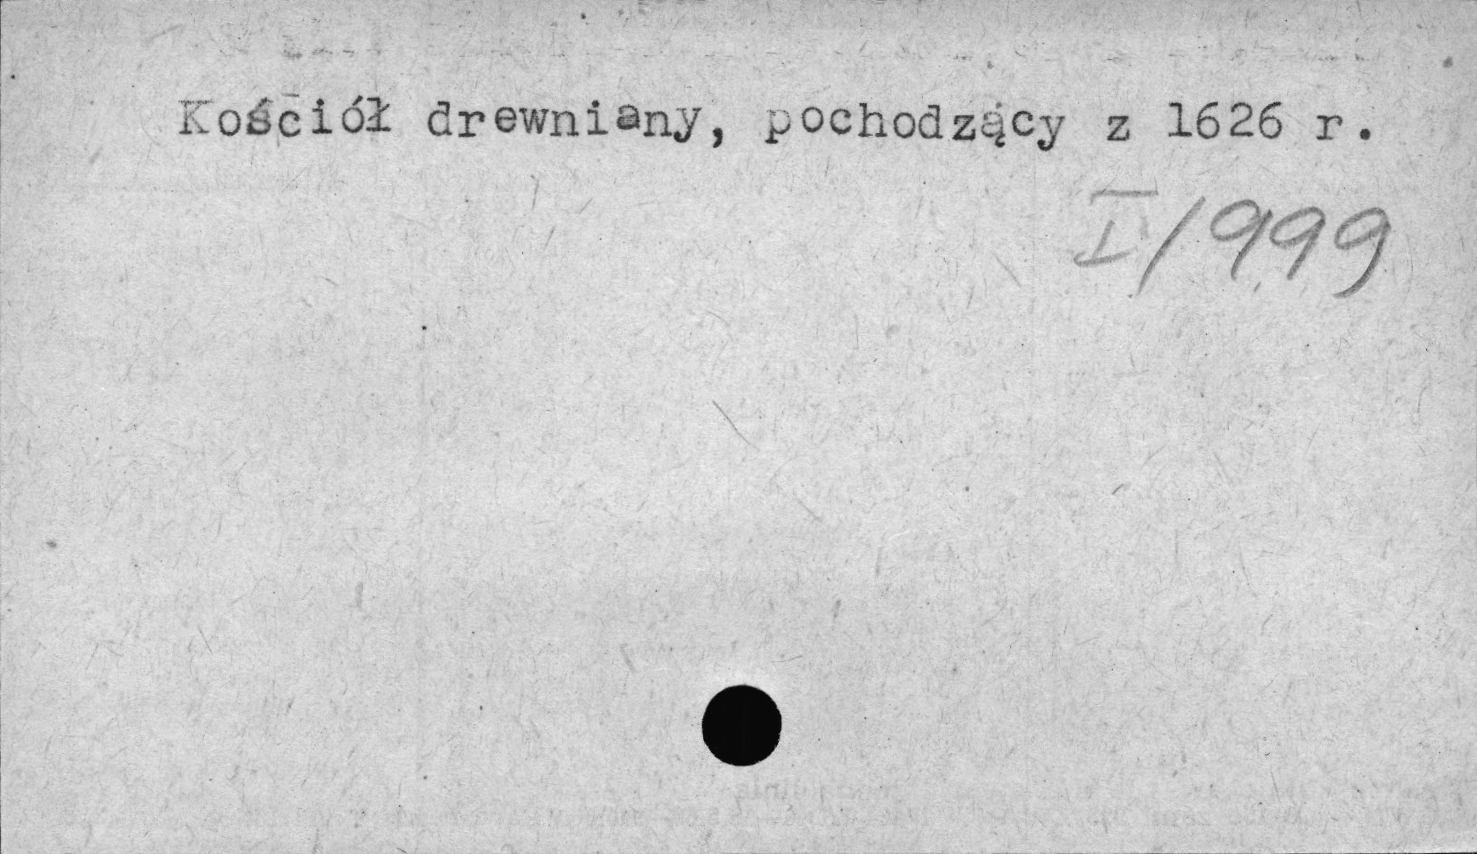 Kościół drewniany, pochodzący z 1626 r.
I/999